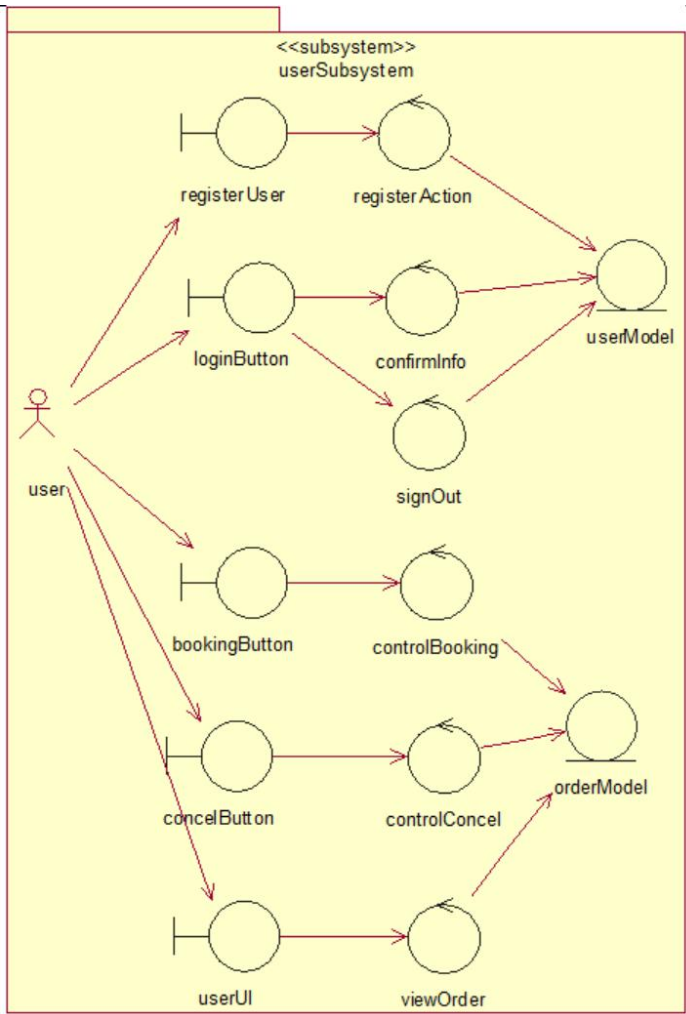 <<subsystem>>
userSubsystem
registerUser
registerAction
loginButton
confirmInfo
userModel
user
signOut
bookingButton
controlBooking
concelButton
controlConcel
orderModel
userUI
viewOrder